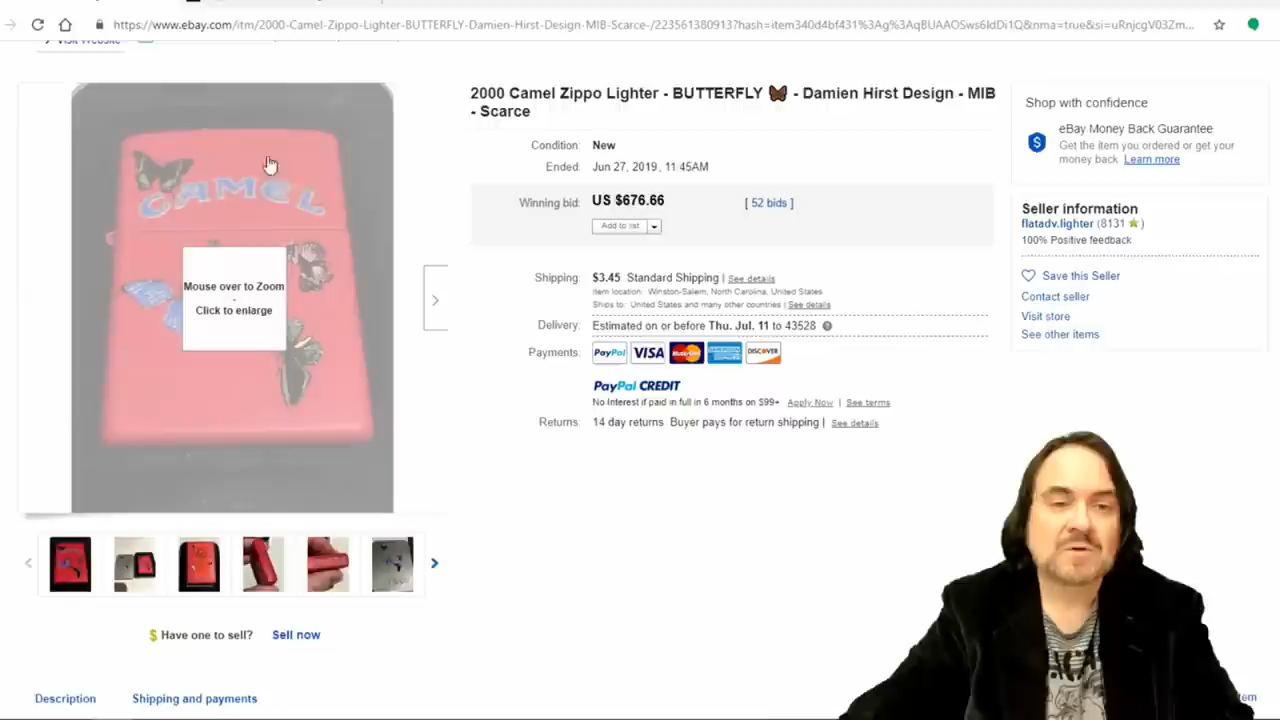 https://www.ebay.com/itm/2000-Camel-Zippo-Lighter-BUTTERFLY-Damien-Hirst-Design-MIB-Scarce-/223561380913?hash=item340d4bf431%3Ag%3AqBUAAOSws6ldDi1Q&nma=true&si=uRnjcgV03Zm...
Visit Website
CAMEL
Mouse over to Zoom
-
Click to enlarge
Have one to sell? Sell now
Description Shipping and payments
2000 Camel Zippo Lighter - BUTTERFLY 🦋 - Damien Hirst Design - MIB
- Scarce
Condition: New
Ended: Jun 27, 2019, 11:45AM
Winning bid: US $676.66 [ 52 bids ]
Add to list
Shipping: $3.45 Standard Shipping | See details
Item location: Winston-Salem, North Carolina, United States
Ships to: United States and many other countries | See details
Delivery: Estimated on or before Thu. Jul. 11 to 43528
Payments: PayPal VISA MasterCard AMERICAN EXPRESS DISCOVER
PayPal CREDIT
No Interest if paid in full in 6 months on $99+ Apply Now | See terms
Returns: 14 day returns Buyer pays for return shipping | See details
Shop with confidence
eBay Money Back Guarantee
Get the item you ordered or get your
money back. Learn more
Seller information
flatadv.lighter (8131 ★)
100% Positive feedback
Save this Seller
Contact seller
Visit store
See other items